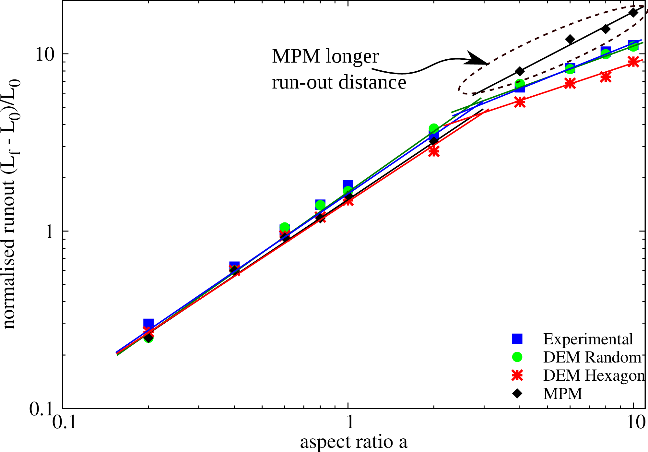 10
1
0.1
0.1
1
10
normalised runout (L_f - L_0)/L_0
aspect ratio a
MPM longer
run-out distance
Experimental
DEM Random
DEM Hexagon
MPM